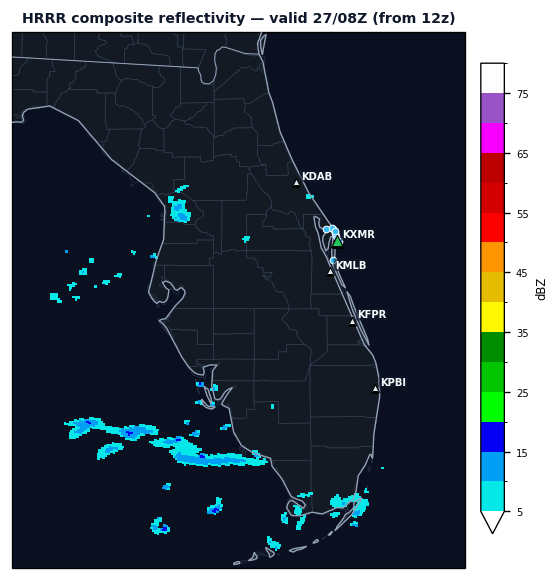 HRRR composite reflectivity — valid 27/08Z (from 12z)
KDAB
KXMR
KMLB
KFPR
KPBI
75
65
55
45
35
25
15
5
dBZ